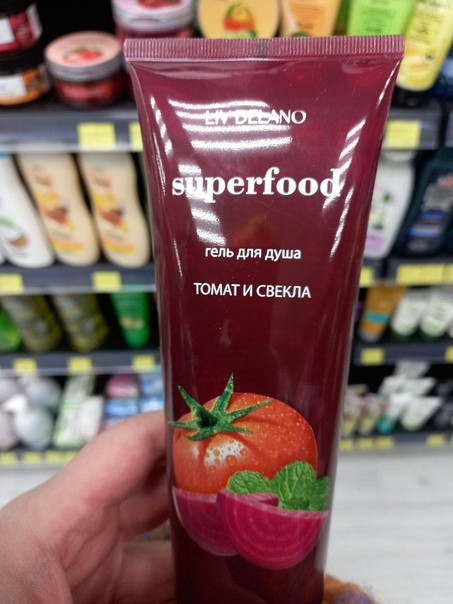 LIV DELANO
superfood
гель для душа
ТОМАТ И СВЕКЛА